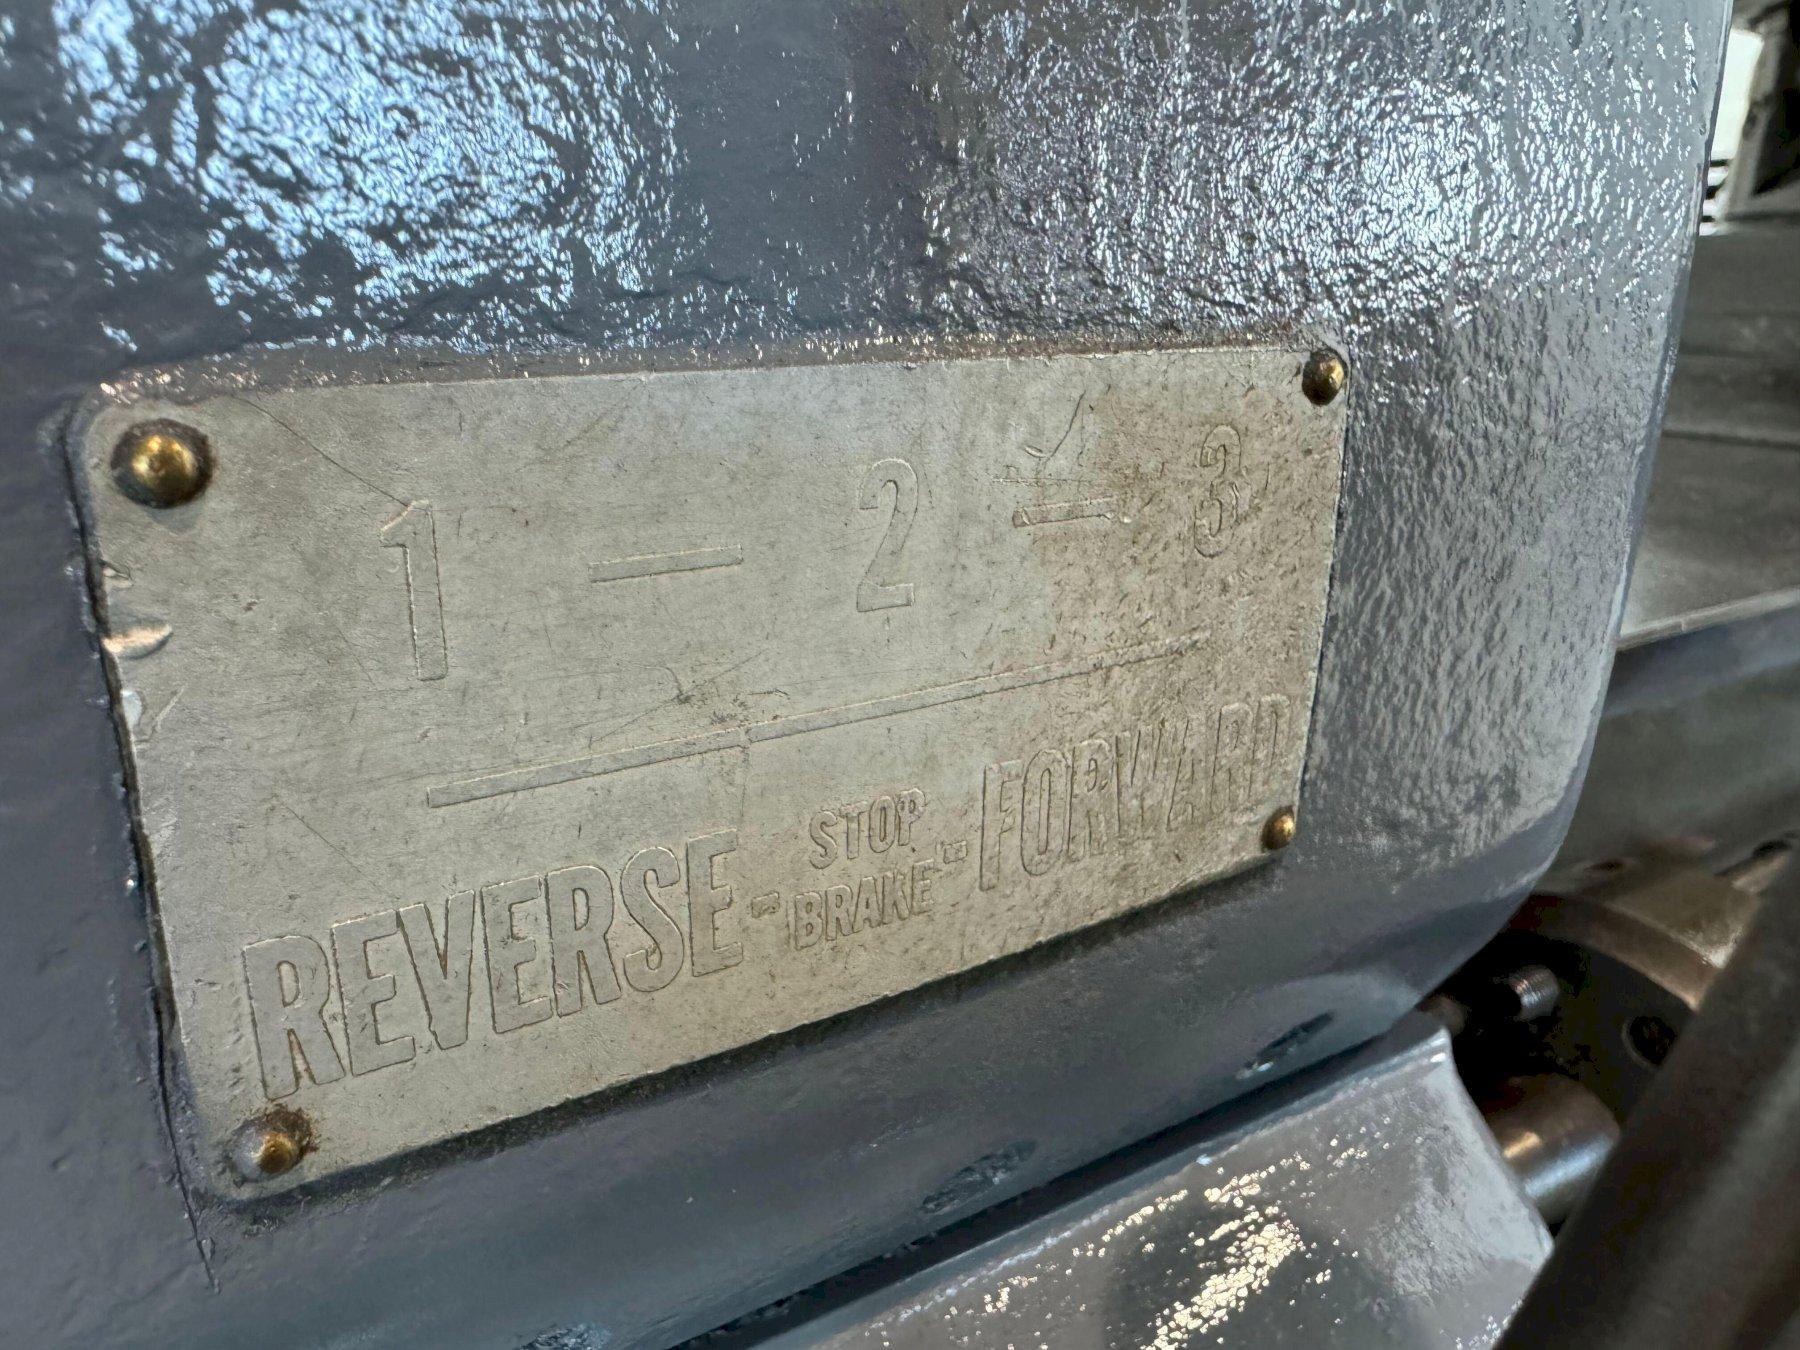 1 — 2 — 3
REVERSE - STOP BRAKE - FORWARD